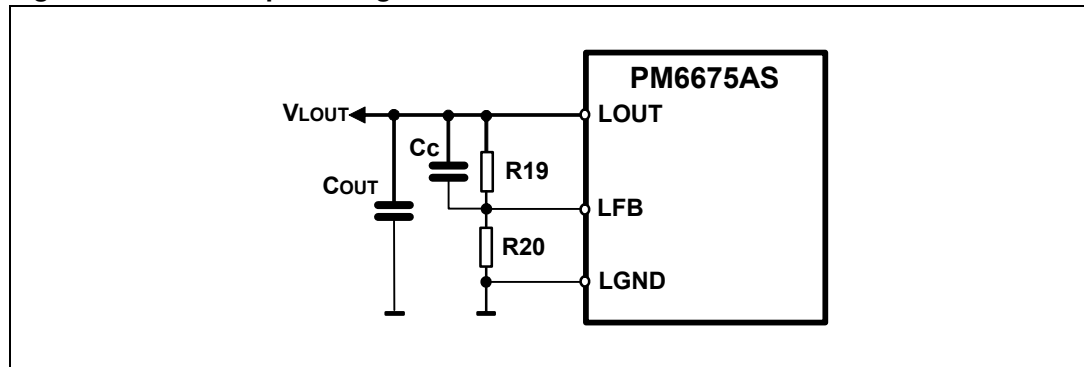 PM6675AS
VLOUT
LOUT
Cc
R19
COUT
LFB
R20
LGND